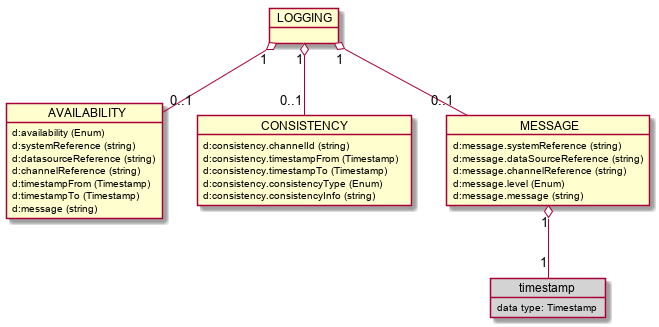 LOGGING
1
1
1
0..1
0..1
0..1
AVAILABILITY
d:availability (Enum)
d:systemReference (string)
d:datasourceReference (string)
d:channelReference (string)
d:timestampFrom (Timestamp)
d:timestampTo (Timestamp)
d:message (string)
CONSISTENCY
d:consistency.channelId (string)
d:consistency.timestampFrom (Timestamp)
d:consistency.timestampTo (Timestamp)
d:consistency.consistencyType (Enum)
d:consistency.consistencyInfo (string)
MESSAGE
d:message.systemReference (string)
d:message.dataSourceReference (string)
d:message.channelReference (string)
d:message.level (Enum)
d:message.message (string)
1
1
timestamp
data type: Timestamp